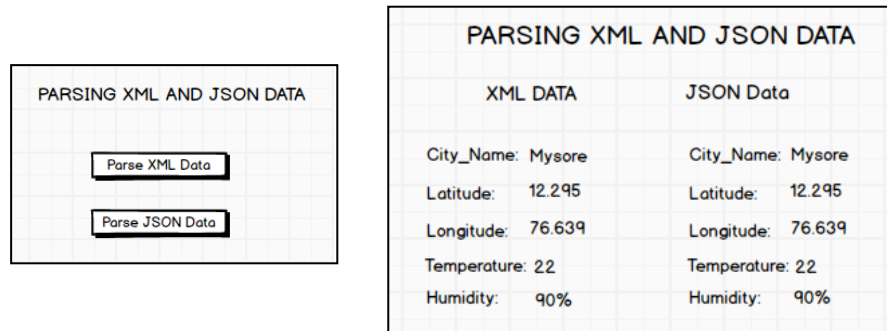 PARSING XML AND JSON DATA
Parse XML Data
Parse JSON Data
PARSING XML AND JSON DATA
XML DATA JSON Data
City_Name: Mysore City_Name: Mysore
Latitude: 12.295 Latitude: 12.295
Longitude: 76.639 Longitude: 76.639
Temperature: 22 Temperature: 22
Humidity: 90% Humidity: 90%